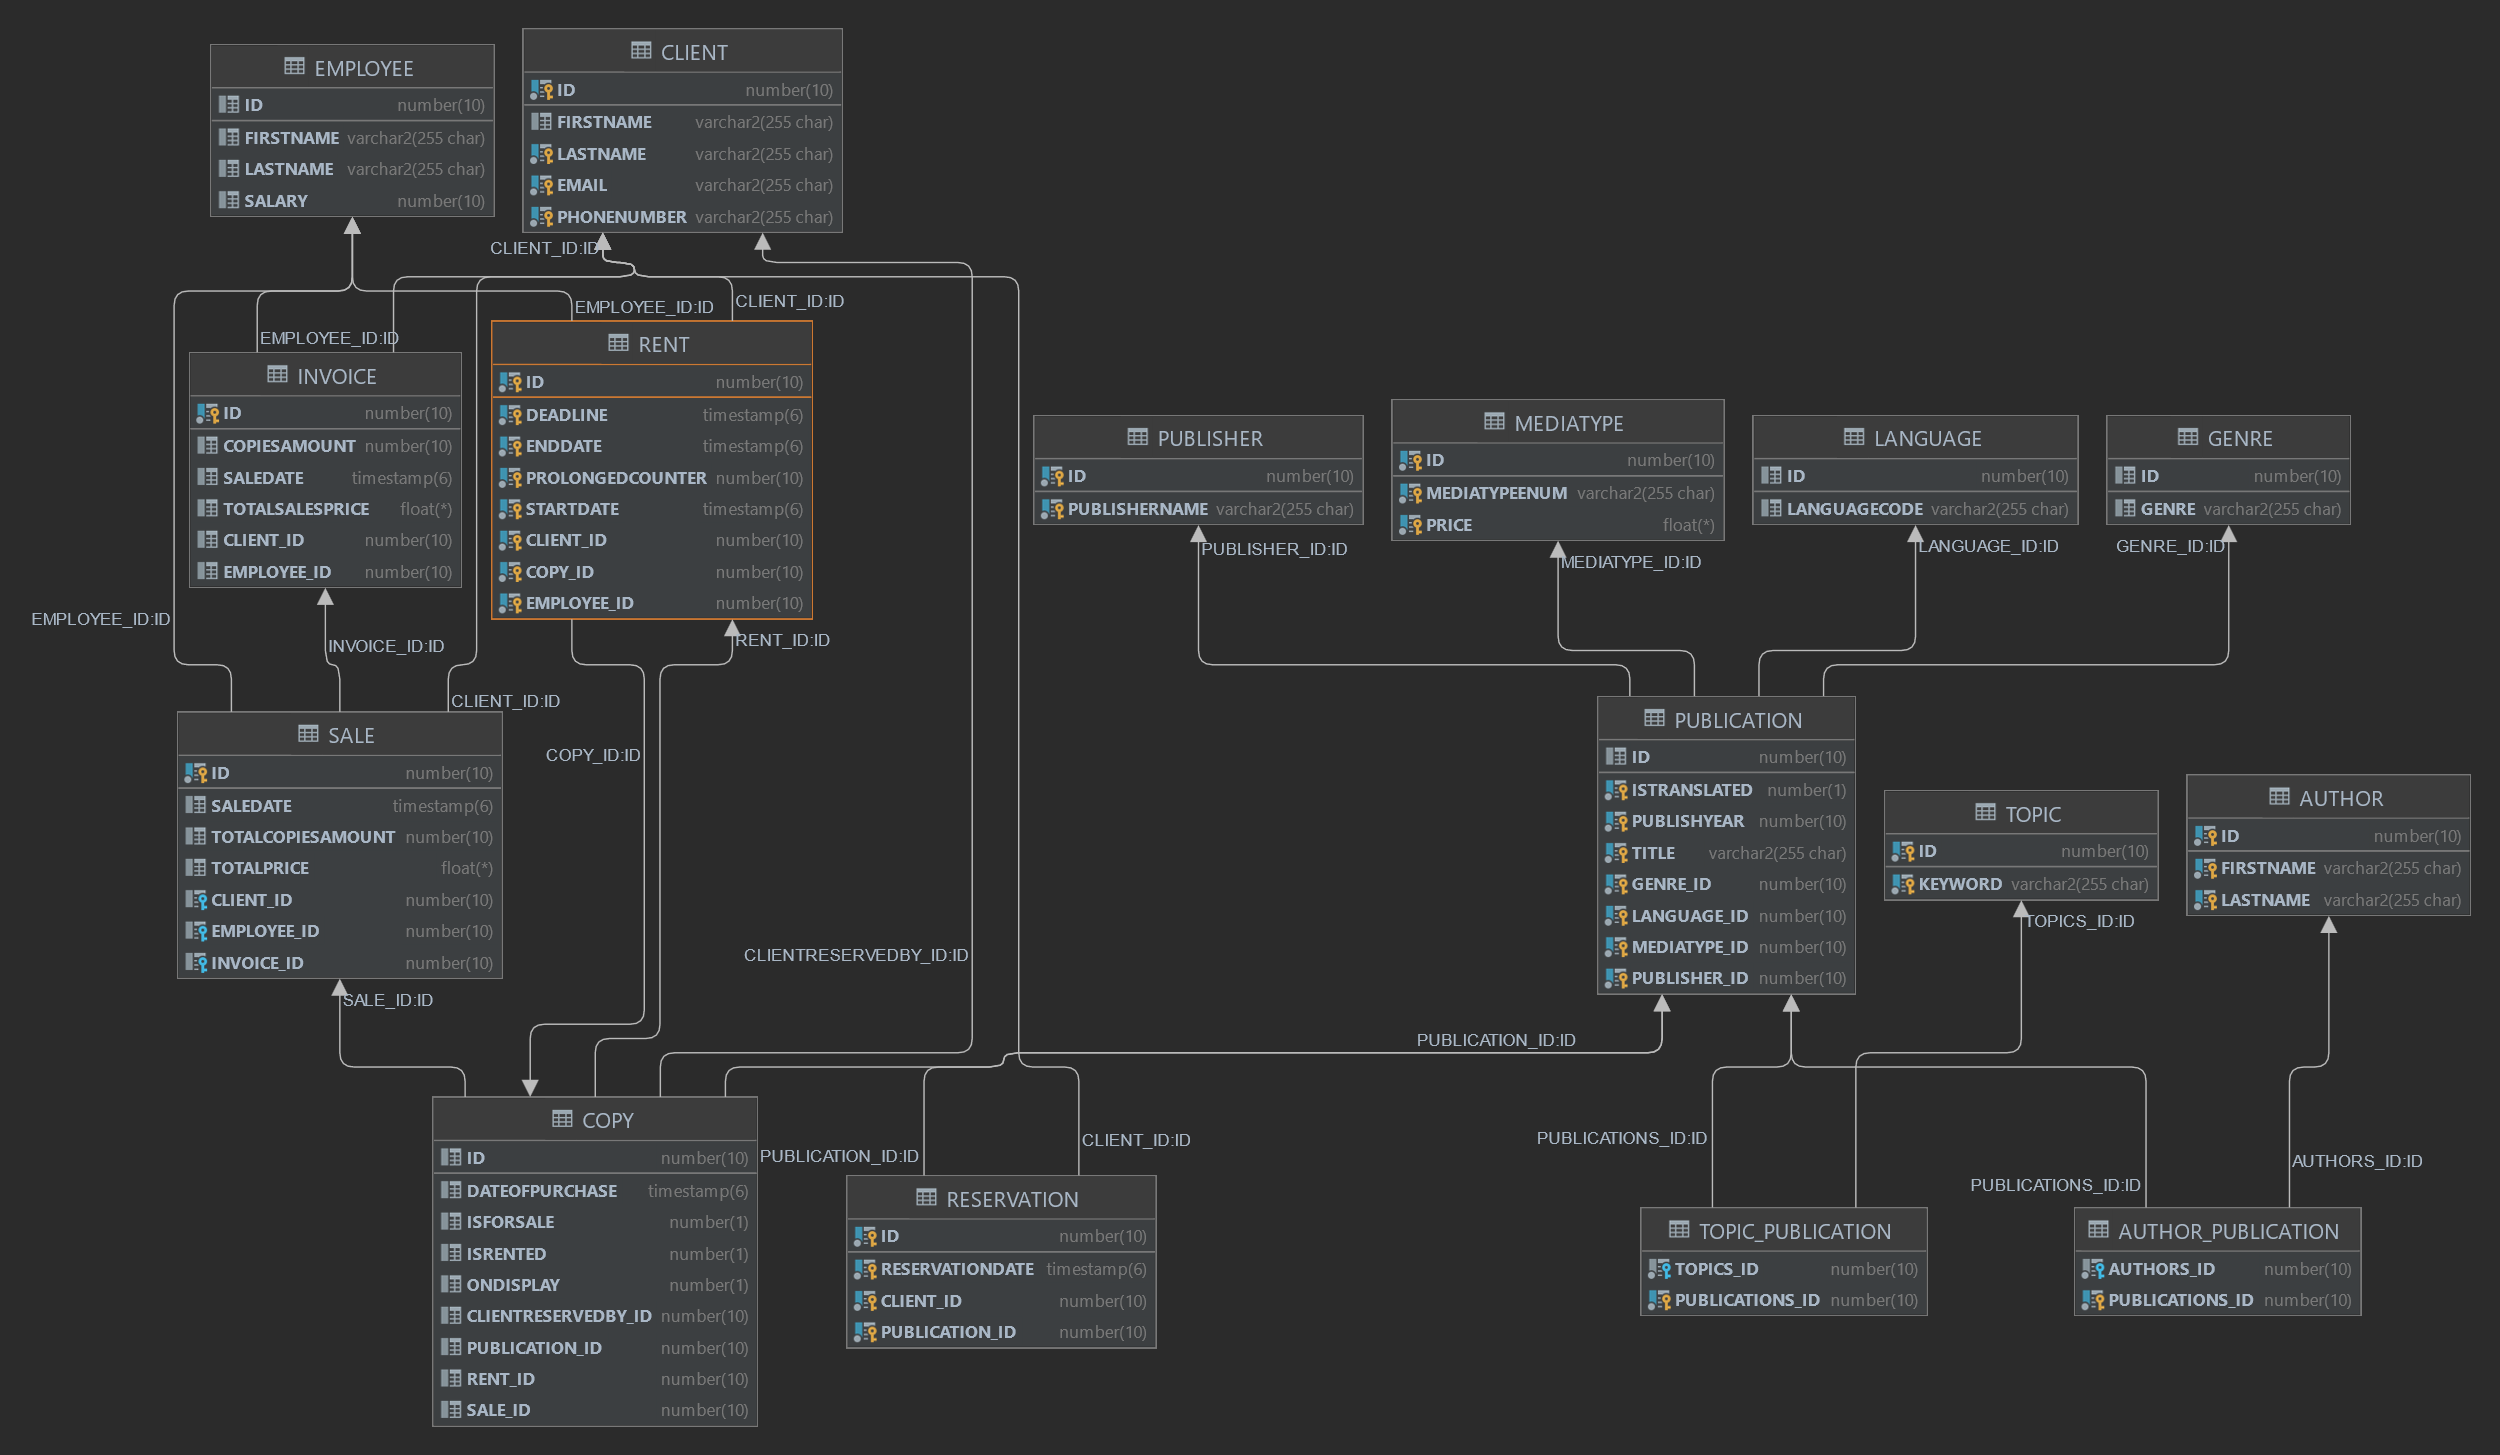 EMPLOYEE
ID number(10)
FIRSTNAME varchar2(255 char)
LASTNAME varchar2(255 char)
SALARY number(10)
CLIENT
ID number(10)
FIRSTNAME varchar2(255 char)
LASTNAME varchar2(255 char)
EMAIL varchar2(255 char)
PHONENUMBER varchar2(255 char)
CLIENT_ID:ID
EMPLOYEE_ID:ID
CLIENT_ID:ID
EMPLOYEE_ID:ID
INVOICE
ID number(10)
COPIESAMOUNT number(10)
SALEDATE timestamp(6)
TOTALSALESPRICE float(*)
CLIENT_ID number(10)
EMPLOYEE_ID number(10)
RENT
ID number(10)
DEADLINE timestamp(6)
ENDDATE timestamp(6)
PROLONGEDCOUNTER number(10)
STARTDATE timestamp(6)
CLIENT_ID number(10)
COPY_ID number(10)
EMPLOYEE_ID number(10)
PUBLISHER
ID number(10)
PUBLISHERNAME varchar2(255 char)
MEDIATYPE
ID number(10)
MEDIATYPEENUM varchar2(255 char)
PRICE float(*)
LANGUAGE
ID number(10)
LANGUAGECODE varchar2(255 char)
GENRE
ID number(10)
GENRE varchar2(255 char)
PUBLISHER_ID:ID
MEDIATYPE_ID:ID
LANGUAGE_ID:ID
GENRE_ID:ID
EMPLOYEE_ID:ID
INVOICE_ID:ID
RENT_ID:ID
CLIENT_ID:ID
COPY_ID:ID
SALE
ID number(10)
SALEDATE timestamp(6)
TOTALCOPIESAMOUNT number(10)
TOTALPRICE float(*)
CLIENT_ID number(10)
EMPLOYEE_ID number(10)
INVOICE_ID number(10)
PUBLICATION
ID number(10)
ISTRANSLATED number(1)
PUBLISHYEAR number(10)
TITLE varchar2(255 char)
GENRE_ID number(10)
LANGUAGE_ID number(10)
MEDIATYPE_ID number(10)
PUBLISHER_ID number(10)
TOPIC
ID number(10)
KEYWORD varchar2(255 char)
AUTHOR
ID number(10)
FIRSTNAME varchar2(255 char)
LASTNAME varchar2(255 char)
TOPICS_ID:ID
CLIENTRESERVEDBY_ID:ID
SALE_ID:ID
PUBLICATION_ID:ID
COPY
ID number(10)
DATEOFPURCHASE timestamp(6)
ISFORSALE number(1)
ISRENTED number(1)
ONDISPLAY number(1)
CLIENTRESERVEDBY_ID number(10)
PUBLICATION_ID number(10)
RENT_ID number(10)
SALE_ID number(10)
PUBLICATION_ID:ID
CLIENT_ID:ID
PUBLICATIONS_ID:ID
PUBLICATIONS_ID:ID
AUTHORS_ID:ID
RESERVATION
ID number(10)
RESERVATIONDATE timestamp(6)
CLIENT_ID number(10)
PUBLICATION_ID number(10)
TOPIC_PUBLICATION
TOPICS_ID number(10)
PUBLICATIONS_ID number(10)
AUTHOR_PUBLICATION
AUTHORS_ID number(10)
PUBLICATIONS_ID number(10)